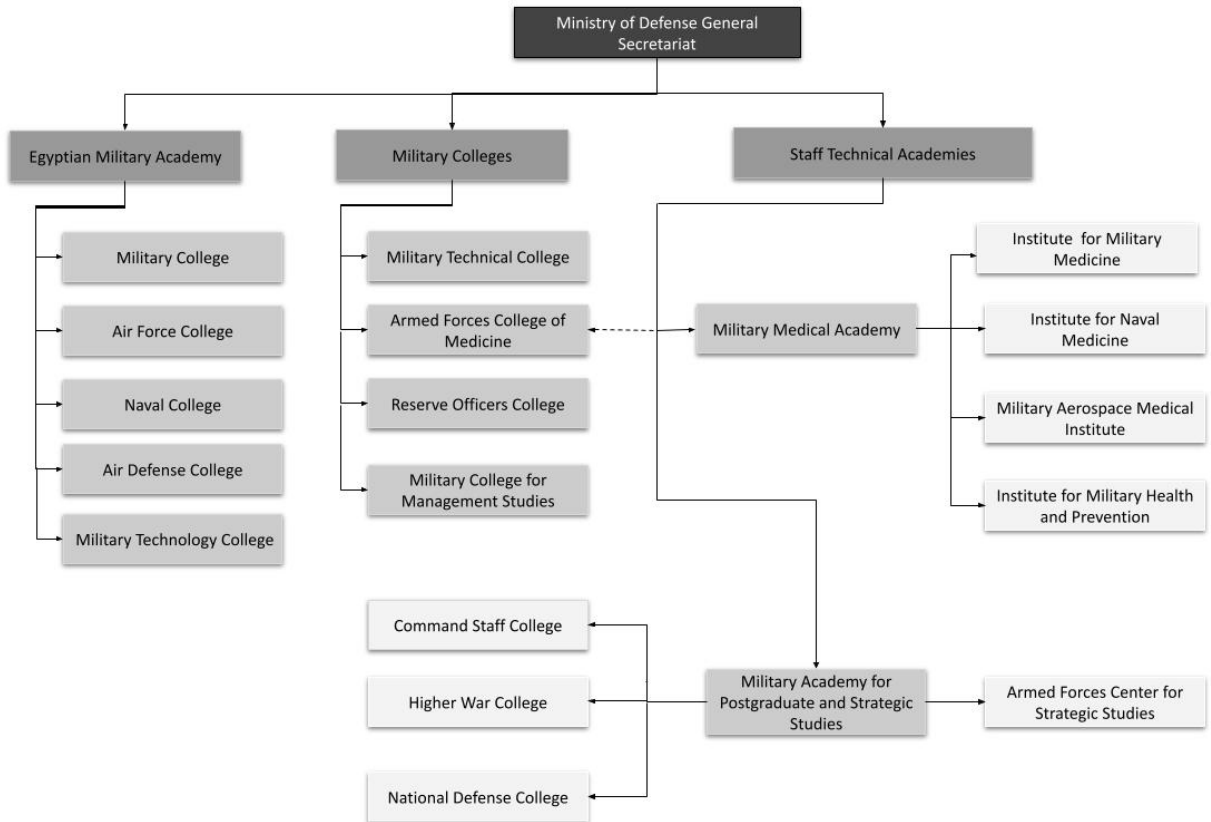 Ministry of Defense General
Secretariat
Egyptian Military Academy
Military Colleges
Staff Technical Academies
Military College
Air Force College
Naval College
Air Defense College
Military Technology College
Military Technical College
Armed Forces College of
Medicine
Reserve Officers College
Military College for
Management Studies
Military Medical Academy
Institute for Military
Medicine
Institute for Naval
Medicine
Military Aerospace Medical
Institute
Institute for Military Health
and Prevention
Command Staff College
Higher War College
National Defense College
Military Academy for
Postgraduate and Strategic
Studies
Armed Forces Center for
Strategic Studies